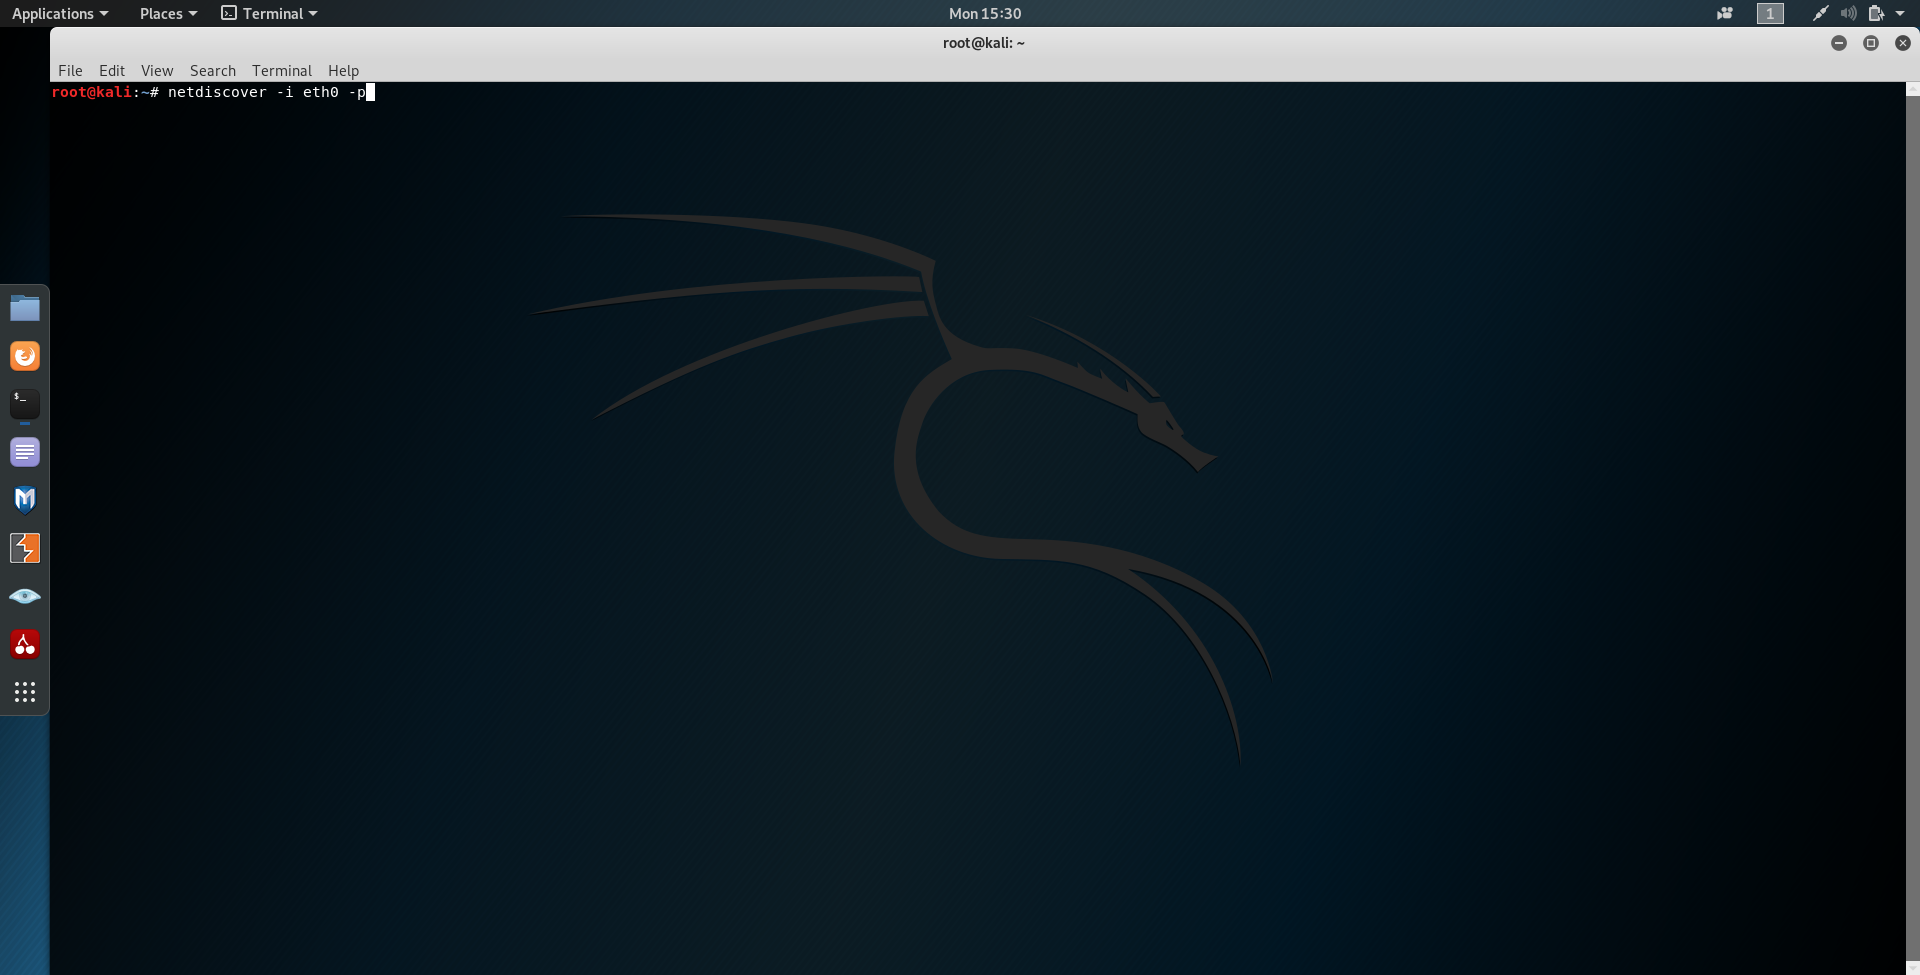 Applications Places Terminal Mon 15:30 1
root@kali: ~
File Edit View Search Terminal Help
root@kali:~# netdiscover -i eth0 -p
$_